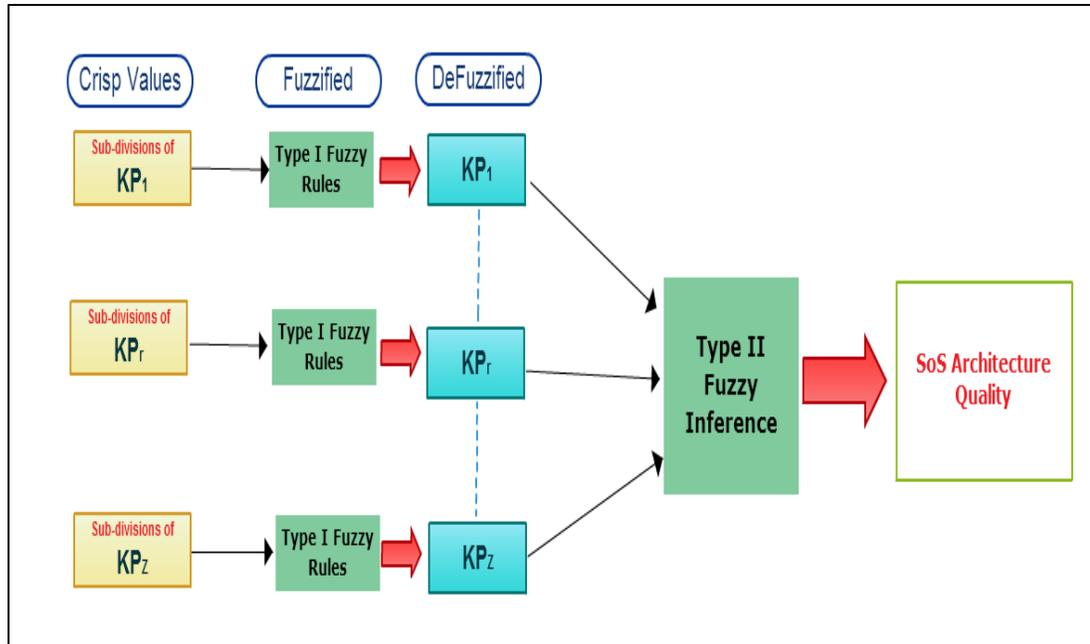 Crisp Values
Fuzzified
DeFuzzified
Sub-divisions of
KP1
Type I Fuzzy
Rules
KP1
Sub-divisions of
KPr
Type I Fuzzy
Rules
KPr
Type II
Fuzzy
Inference
SoS Architecture
Quality
Sub-divisions of
KPZ
Type I Fuzzy
Rules
KPZ